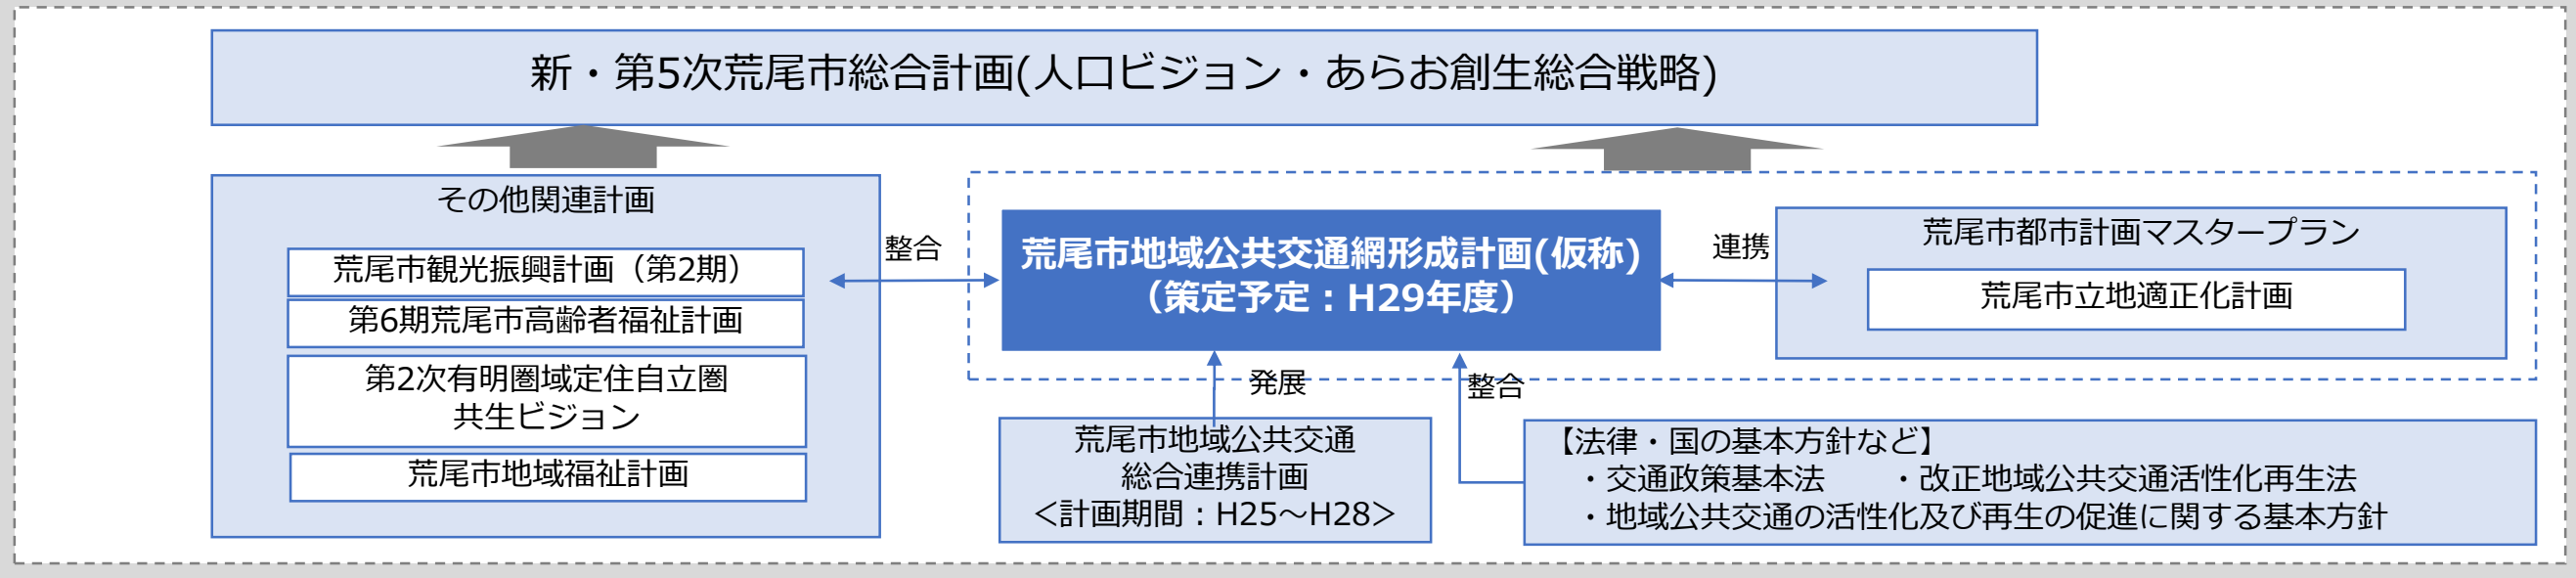 新・第5次荒尾市総合計画(人口ビジョン・あらお創生総合戦略)
その他関連計画
荒尾市観光振興計画（第2期）
第6期荒尾市高齢者福祉計画
第2次有明圏域定住自立圏
共生ビジョン
荒尾市地域福祉計画
整合
荒尾市地域公共交通網形成計画(仮称)
（策定予定：H29年度）
連携
荒尾市都市計画マスタープラン
荒尾市立地適正化計画
発展
整合
荒尾市地域公共交通
総合連携計画
＜計画期間：H25～H28＞
【法律・国の基本方針など】
・交通政策基本法　　・改正地域公共交通活性化再生法
・地域公共交通の活性化及び再生の促進に関する基本方針